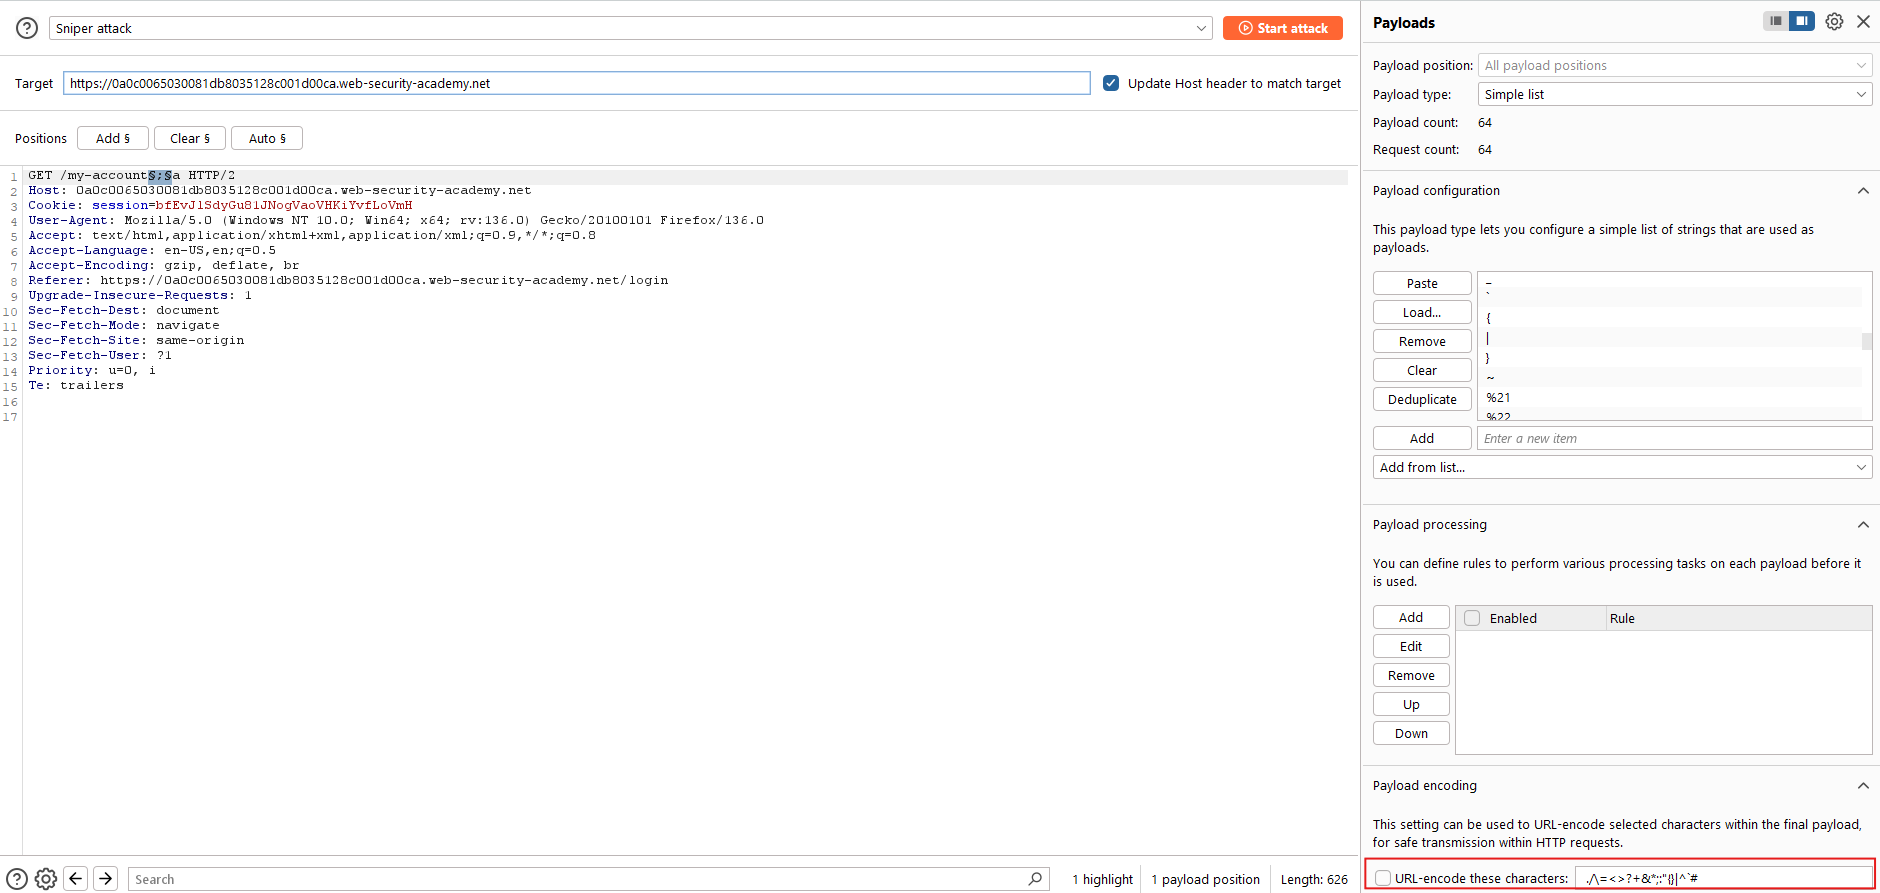 Sniper attack
Start attack
Target
https://0a0c0065030081db8035128c001d00ca.web-security-academy.net
Update Host header to match target
Positions
Add §
Clear §
Auto §
1 GET /my-account§;§a HTTP/2
2 Host: 0a0c0065030081db8035128c001d00ca.web-security-academy.net
3 Cookie: session=bfEvJlSdyGu81JNogVaoVHKiYvfLoVmH
4 User-Agent: Mozilla/5.0 (Windows NT 10.0; Win64; x64; rv:136.0) Gecko/20100101 Firefox/136.0
5 Accept: text/html,application/xhtml+xml,application/xml;q=0.9,*/*;q=0.8
6 Accept-Language: en-US,en;q=0.5
7 Accept-Encoding: gzip, deflate, br
8 Referer: https://0a0c0065030081db8035128c001d00ca.web-security-academy.net/login
9 Upgrade-Insecure-Requests: 1
10 Sec-Fetch-Dest: document
11 Sec-Fetch-Mode: navigate
12 Sec-Fetch-Site: same-origin
13 Sec-Fetch-User: ?1
14 Priority: u=0, i
15 Te: trailers
16
17
Search
1 highlight
1 payload position
Length: 626
Payloads
Payload position: All payload positions
Payload type: Simple list
Payload count: 64
Request count: 64
Payload configuration
This payload type lets you configure a simple list of strings that are used as
payloads.
Paste
Load...
Remove
Clear
Deduplicate
_
`
{
|
}
~
%21
%22
Add
Enter a new item
Add from list...
Payload processing
You can define rules to perform various processing tasks on each payload before it
is used.
Add
Edit
Remove
Up
Down
Enabled
Rule
Payload encoding
This setting can be used to URL-encode selected characters within the final payload,
for safe transmission within HTTP requests.
URL-encode these characters: ./\=<>?+&*;:"{}|^`#